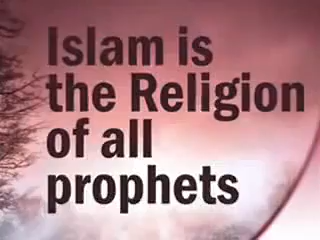 Islam is
the Religion
of all
prophets